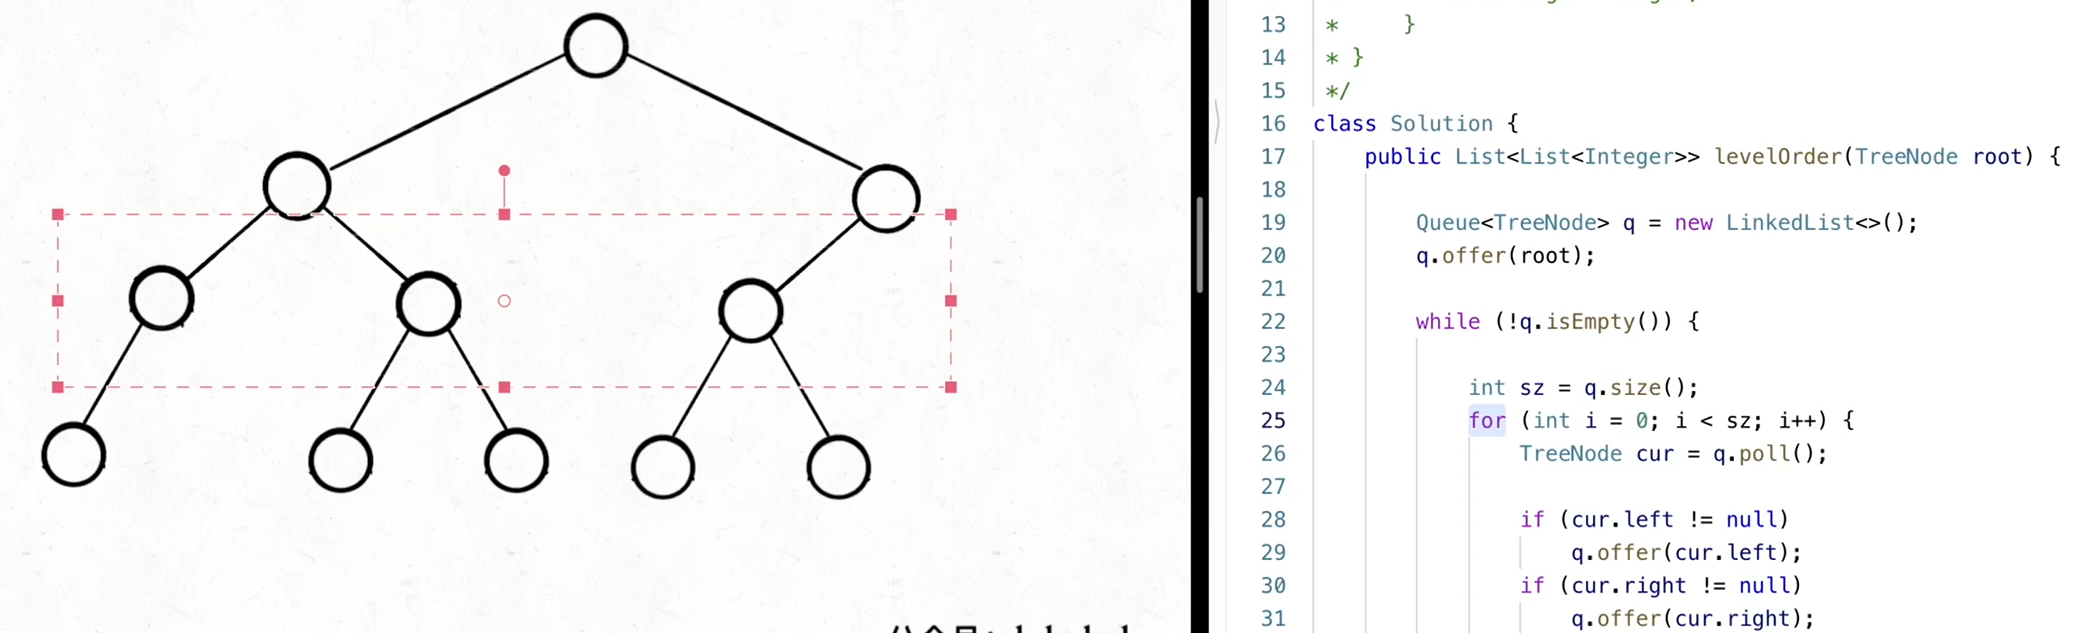 13 *     }
14 * }
15 */
16 class Solution {
17     public List<List<Integer>> levelOrder(TreeNode root) {
18
19         Queue<TreeNode> q = new LinkedList<>();
20         q.offer(root);
21
22         while (!q.isEmpty()) {
23
24             int sz = q.size();
25             for (int i = 0; i < sz; i++) {
26                 TreeNode cur = q.poll();
27
28                 if (cur.left != null)
29                     q.offer(cur.left);
30                 if (cur.right != null)
31                     q.offer(cur.right);